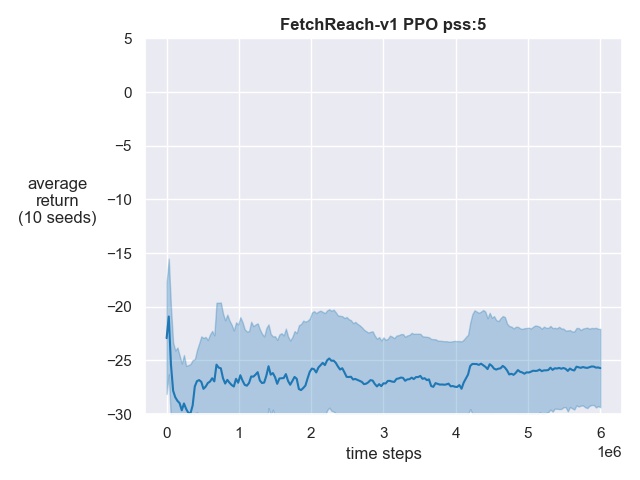 FetchReach-v1 PPO pss:5
5
0
−5
−10
−15
−20
−25
−30
average
return
(10 seeds)
0 1 2 3 4 5 6
1e6
time steps